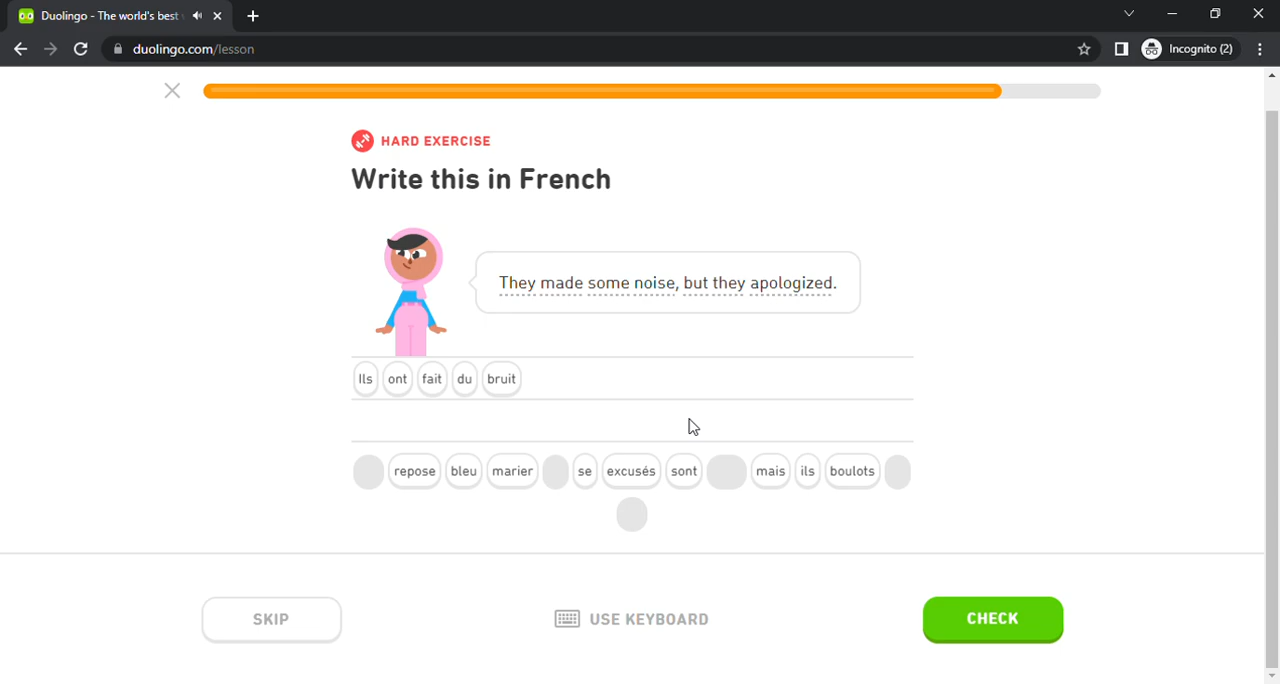 Duolingo - The world's best
duolingo.com/lesson
Incognito (2)
HARD EXERCISE
Write this in French
They made some noise, but they apologized.
Ils ont fait du bruit
repose bleu marier se excusés sont mais ils boulots
SKIP
USE KEYBOARD
CHECK